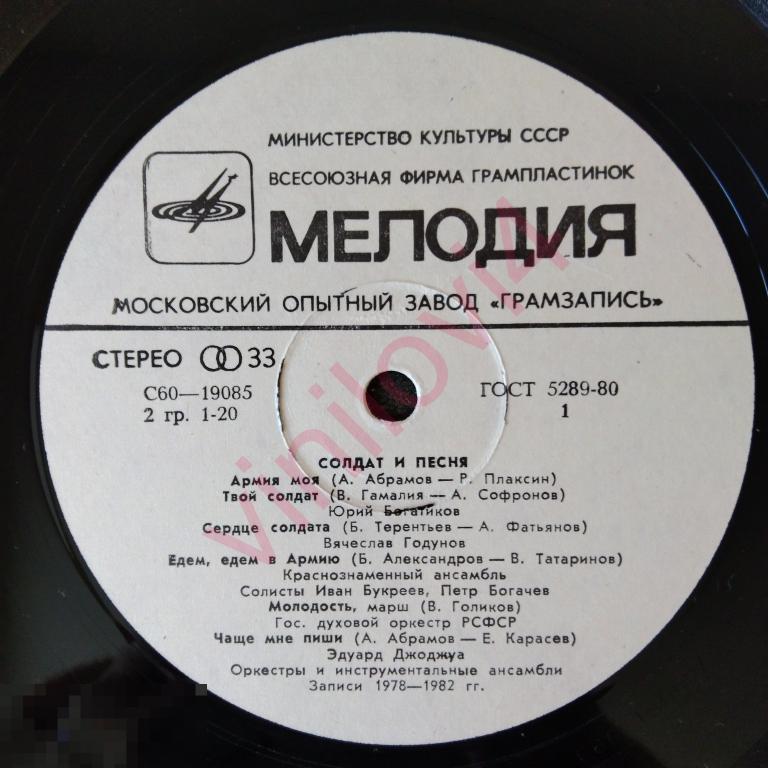 МИНИСТЕРСТВО КУЛЬТУРЫ СССР
ВСЕСОЮЗНАЯ ФИРМА ГРАМПЛАСТИНОК
МЕЛОДИЯ
МОСКОВСКИЙ ОПЫТНЫЙ ЗАВОД «ГРАМЗАПИСЬ»
СТЕРЕО 33
С60—19085 ГОСТ 5289-80
2 гр. 1-20 1
СОЛДАТ И ПЕСНЯ
Армия моя (А. Абрамов — Р. Плаксин)
Твой солдат (В. Гамалия — А. Софронов)
Юрий Богатиков
Сердце солдата (Б. Терентьев — А. Фатьянов)
Вячеслав Годунов
Едем, едем в Армию (Б. Александров — В. Татаринов)
Краснознаменный ансамбль
Солисты Иван Букреев, Петр Богачев
Молодость, марш (В. Голиков)
Гос. духовой оркестр РСФСР
Чаще мне пиши (А. Абрамов — Е. Карасев)
Эдуард Джоджуа
Оркестры и инструментальные ансамбли
Записи 1978—1982 гг.
vinilovi4